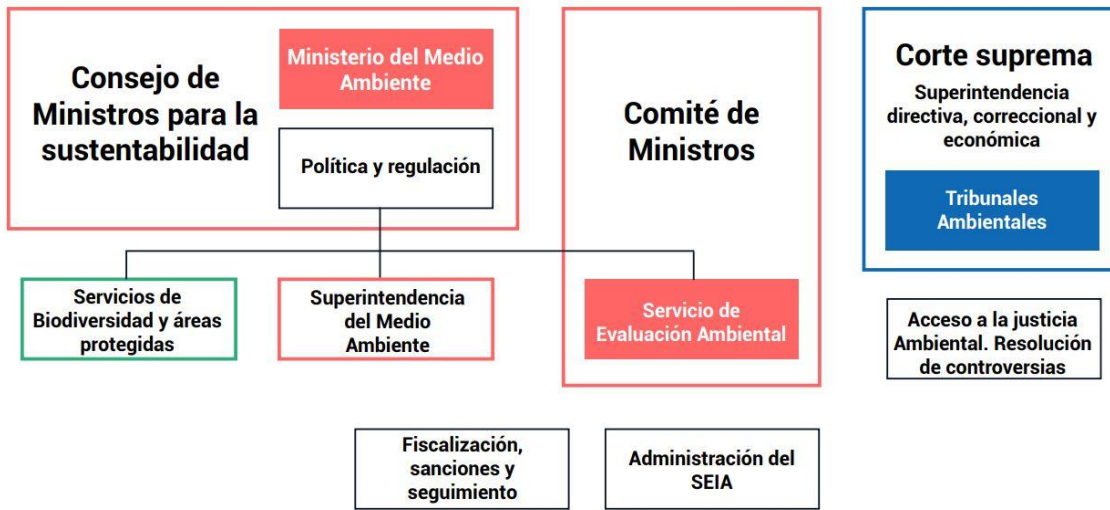 Consejo de
Ministros para la
sustentabilidad
Ministerio del Medio
Ambiente
Política y regulación
Comité de
Ministros
Corte suprema
Superintendencia
directiva, correccional y
económica
Tribunales
Ambientales
Servicios de
Biodiversidad y áreas
protegidas
Superintendencia
del Medio
Ambiente
Servicio de
Evaluación Ambiental
Acceso a la justicia
Ambiental. Resolución
de controversias
Fiscalización,
sanciones y
seguimiento
Administración del
SEIA